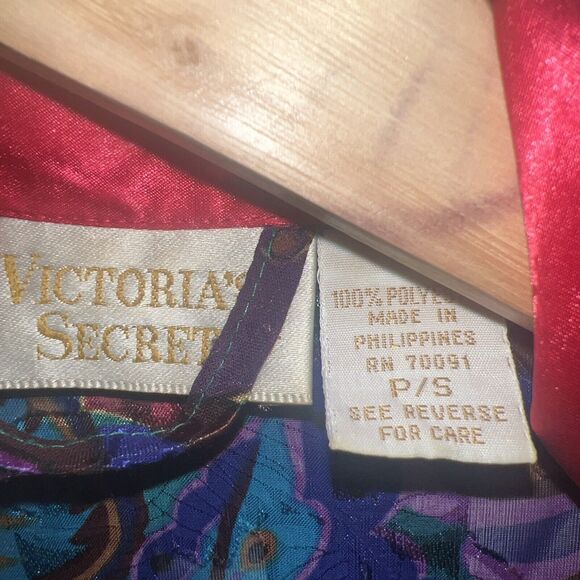 VICTORIA'S
SECRET
100% POLYE
MADE IN
PHILIPPINES
RN 70091
P/S
SEE REVERSE
FOR CARE